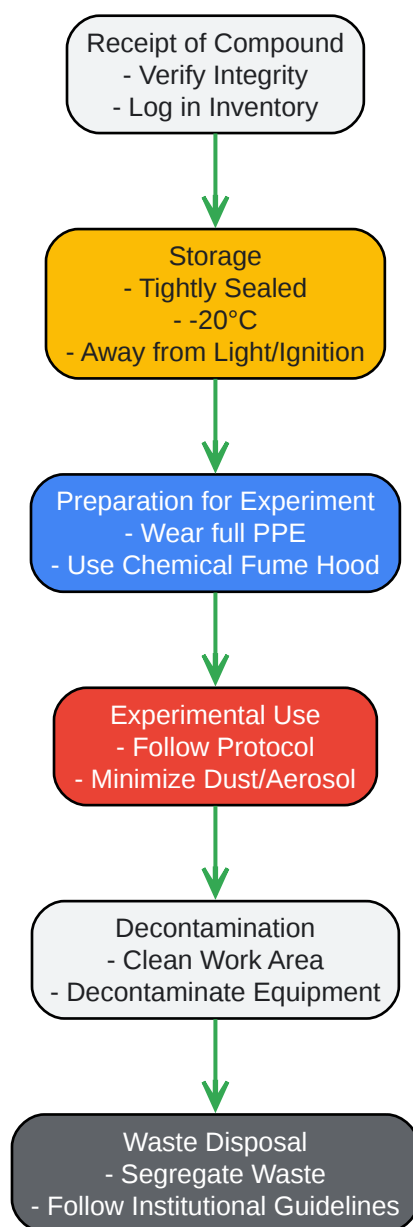 Receipt of Compound
- Verify Integrity
- Log in Inventory
Storage
- Tightly Sealed
- -20°C
- Away from Light/Ignition
Preparation for Experiment
- Wear full PPE
- Use Chemical Fume Hood
Experimental Use
- Follow Protocol
- Minimize Dust/Aerosol
Decontamination
- Clean Work Area
- Decontaminate Equipment
Waste Disposal
- Segregate Waste
- Follow Institutional Guidelines